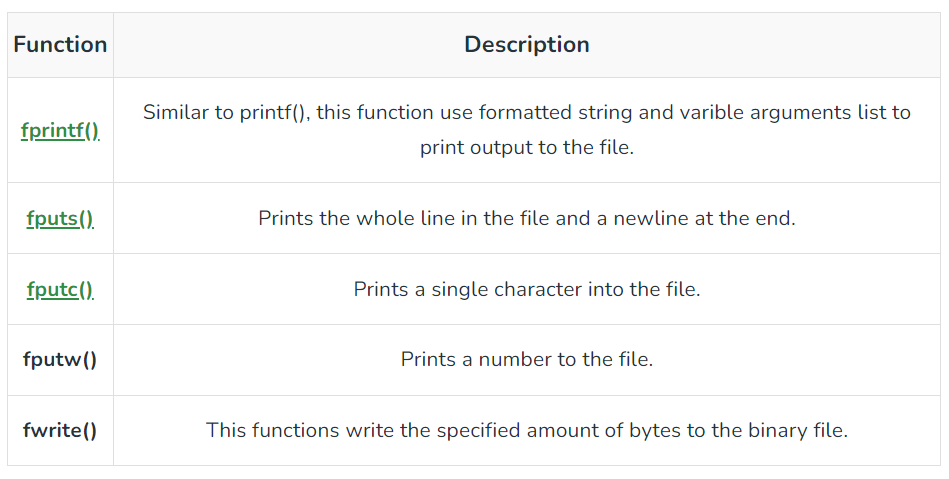 Function Description
fprintf() Similar to printf(), this function use formatted string and varible arguments list to
print output to the file.
fputs() Prints the whole line in the file and a newline at the end.
fputc() Prints a single character into the file.
fputw() Prints a number to the file.
fwrite() This functions write the specified amount of bytes to the binary file.